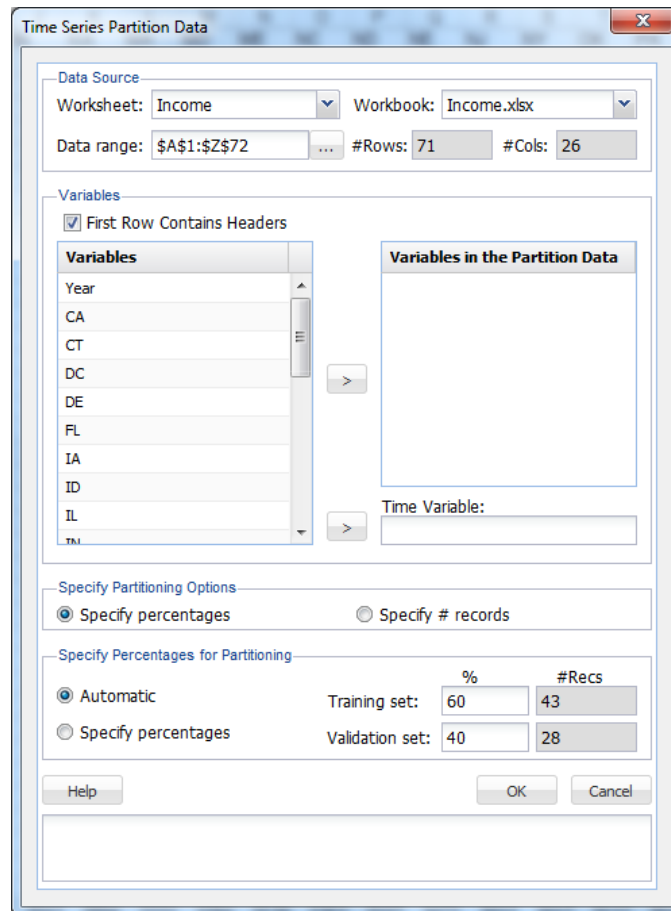 Time Series Partition Data
x
Data Source
Worksheet: Income Workbook: Income.xlsx
Data range: $A$1:$Z$72 ... #Rows: 71 #Cols: 26
Variables
First Row Contains Headers
Variables
Variables in the Partition Data
Year
CA
CT
DC
DE
>
FL
IA
ID
IL
Time Variable:
IN
>
Specify Partitioning Options
Specify percentages Specify # records
Specify Percentages for Partitioning
% #Recs
Automatic Training set: 60 43
Specify percentages Validation set: 40 28
Help OK Cancel